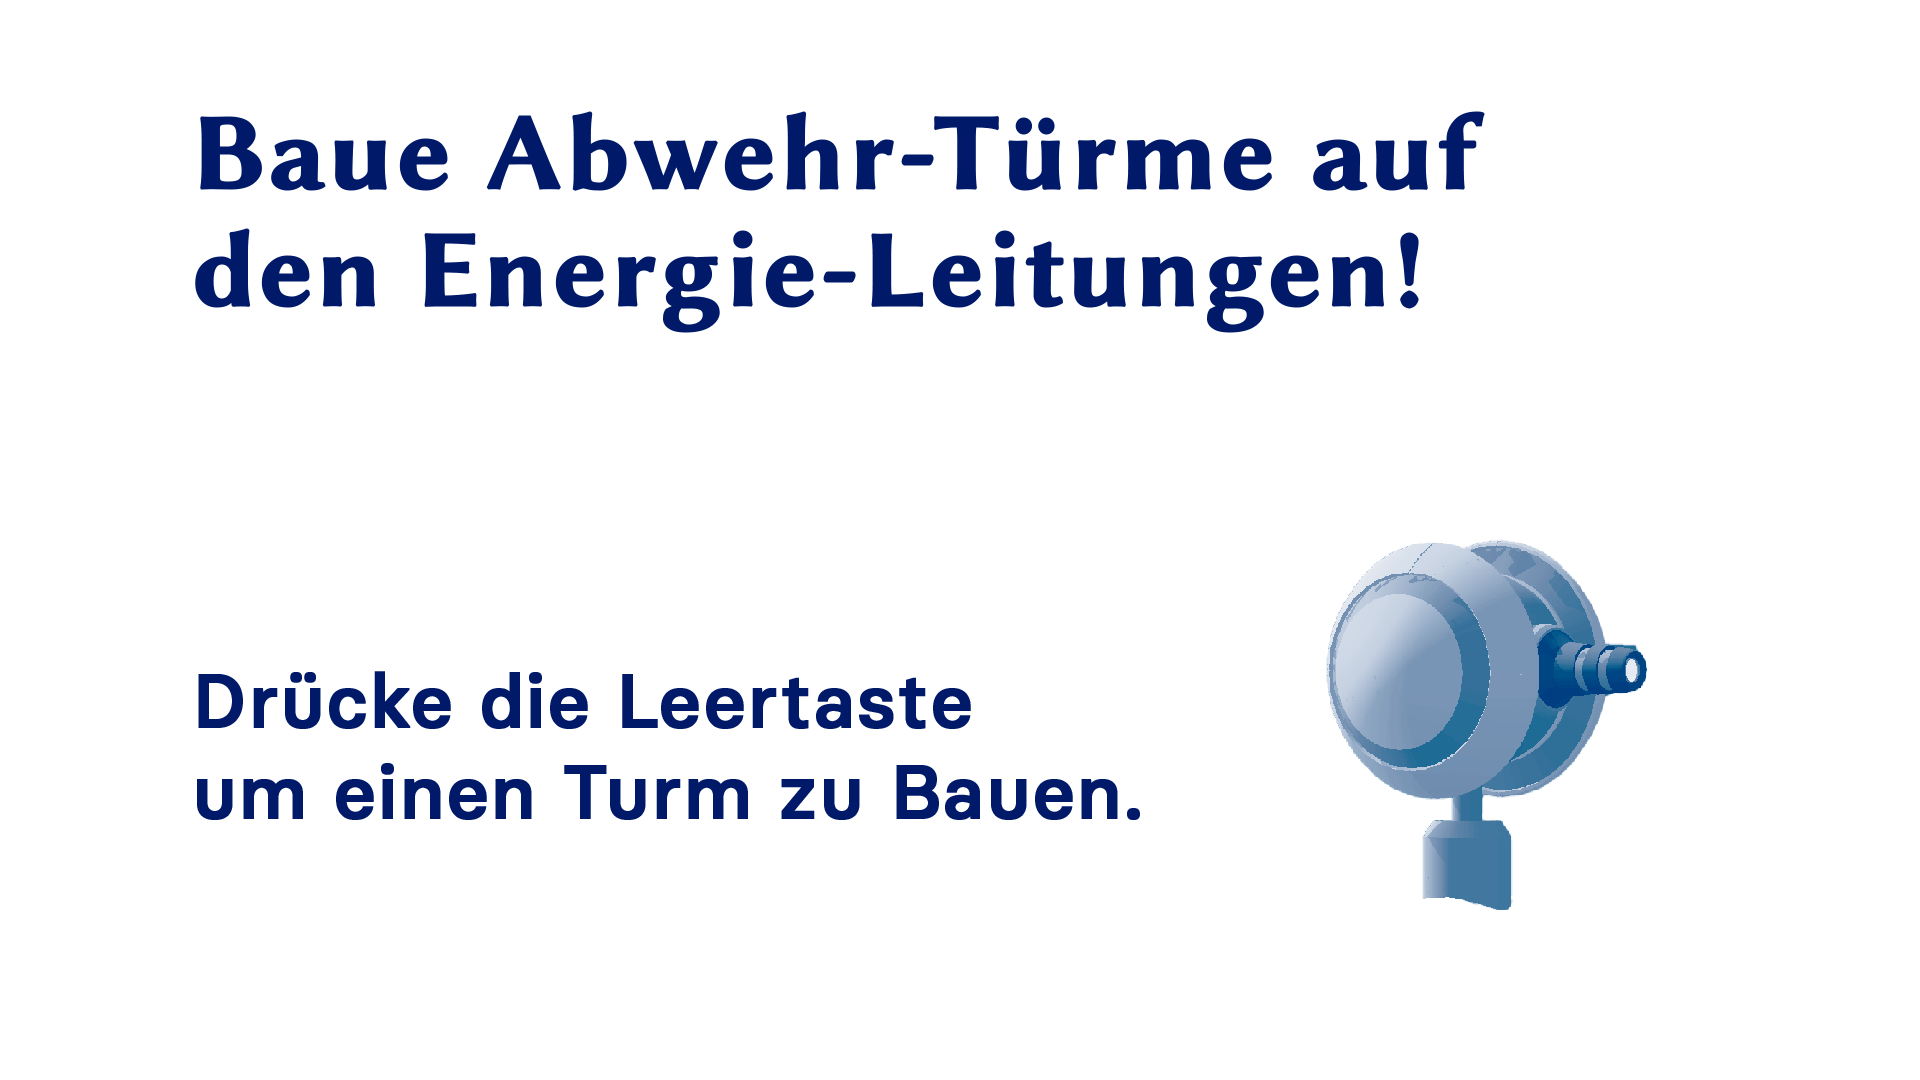 Baue Abwehr-Türme auf
den Energie-Leitungen!
Drücke die Leertaste
um einen Turm zu Bauen.